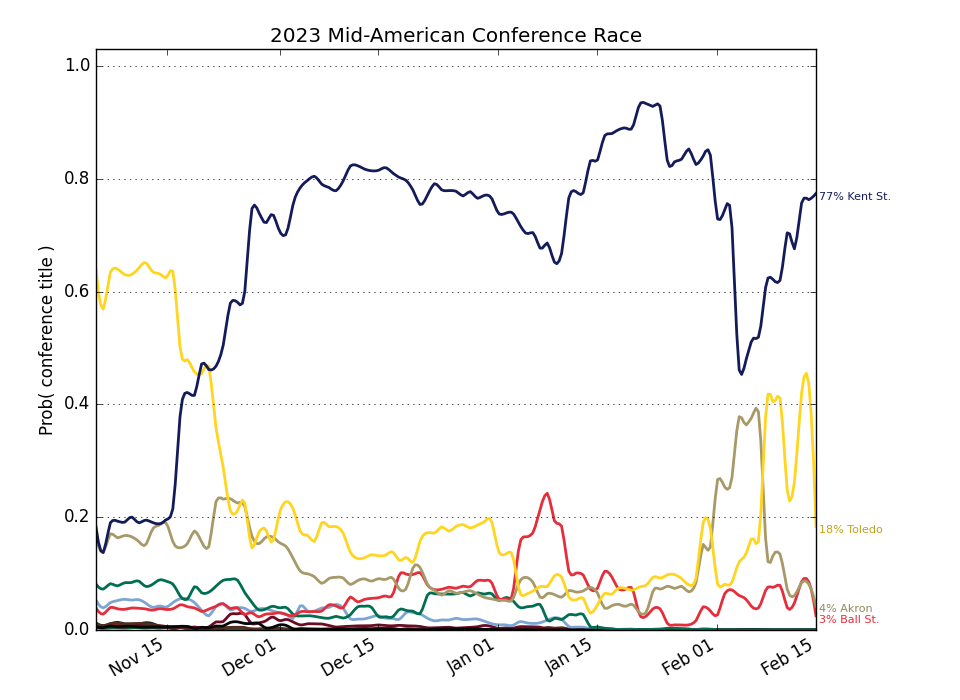 2023 Mid-American Conference Race
Prob( conference title )
1.0
0.8
0.6
0.4
0.2
0.0
77% Kent St.
18% Toledo
4% Akron
3% Ball St.
Nov 15
Dec 01
Dec 15
Jan 01
Jan 15
Feb 01
Feb 15